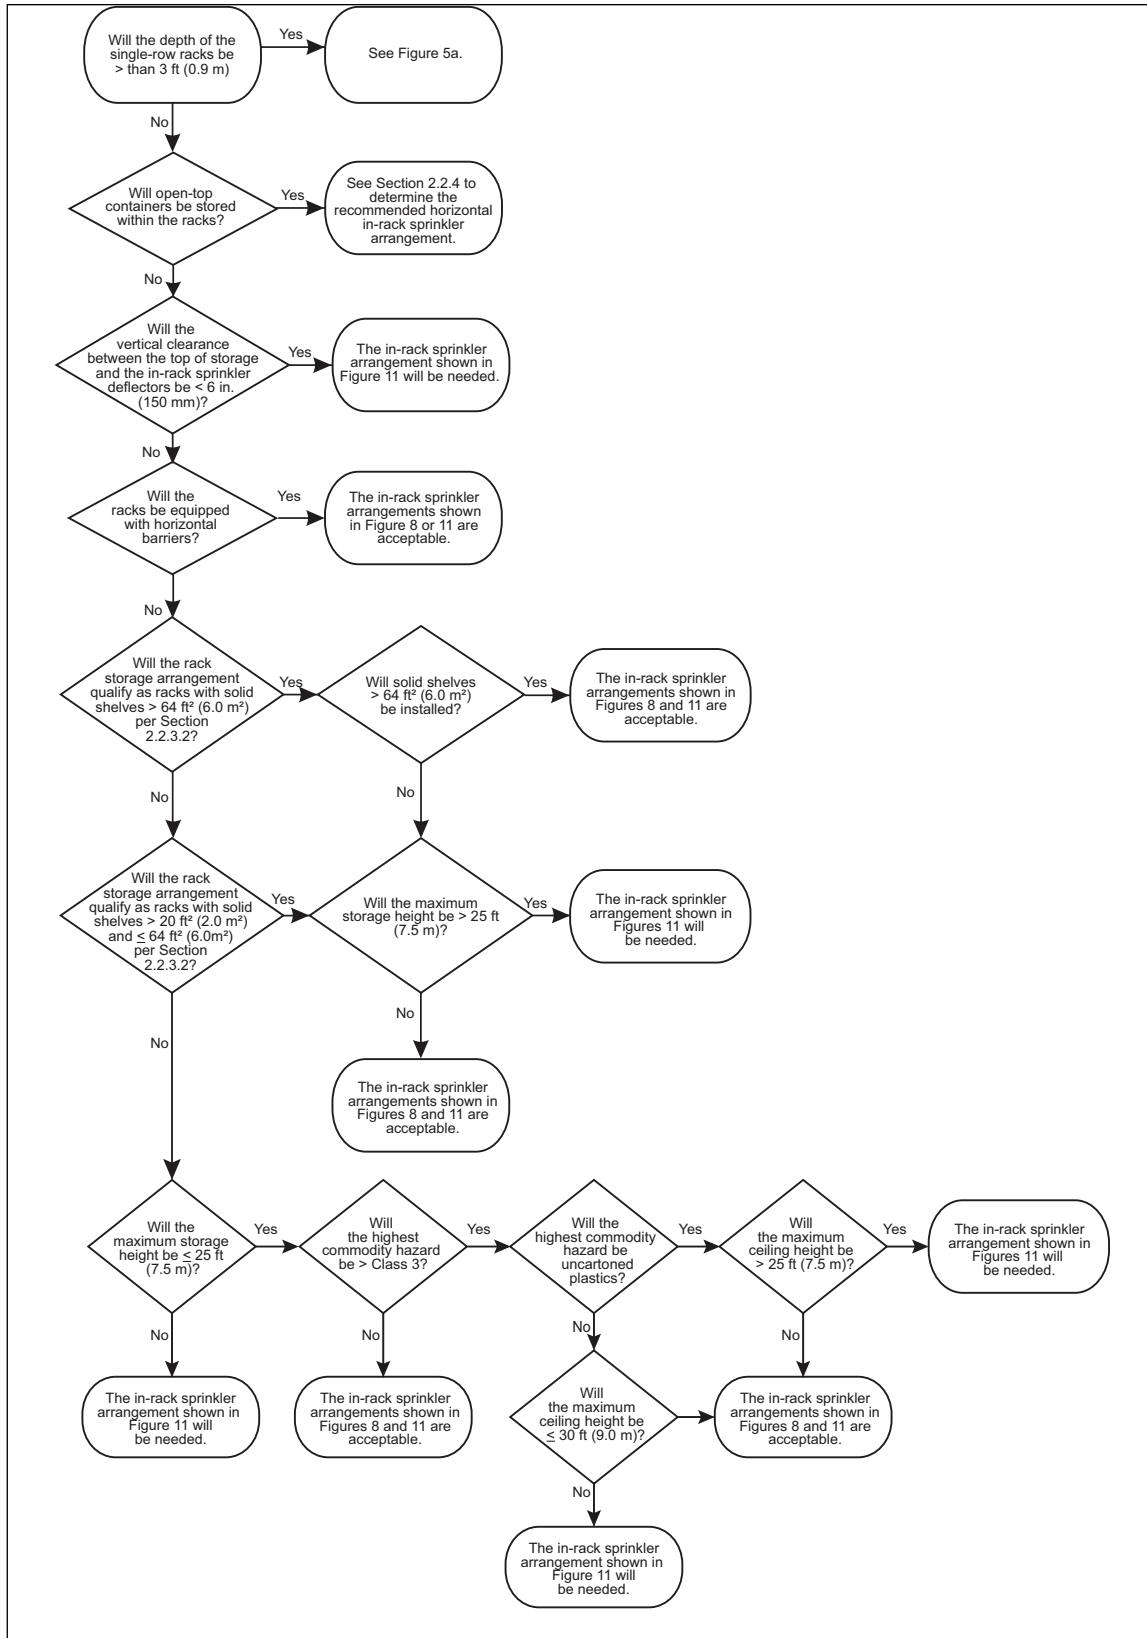 Will the depth of the
single-row racks be
> than 3 ft (0.9 m)
Yes
See Figure 5a.
No
Will open-top
containers be stored
within the racks?
Yes
See Section 2.2.4 to
determine the
recommended horizontal
in-rack sprinkler
arrangement.
No
Will the
vertical clearance
between the top of storage
and the in-rack sprinkler
deflectors be < 6 in.
(150 mm)?
Yes
The in-rack sprinkler
arrangement shown in
Figure 11 will be needed.
No
Will the
racks be equipped
with horizontal
barriers?
Yes
The in-rack sprinkler
arrangements shown
in Figure 8 or 11 are
acceptable.
No
Will the rack
storage arrangement
qualify as racks with solid
shelves > 64 ft² (6.0 m²)
per Section
2.2.3.2?
Yes
Will solid shelves
> 64 ft² (6.0 m²)
be installed?
Yes
The in-rack sprinkler
arrangements shown in
Figures 8 and 11 are
acceptable.
No
No
Will the rack
storage arrangement
qualify as racks with solid
shelves > 20 ft² (2.0 m²)
and ≤ 64 ft² (6.0m²)
per Section
2.2.3.2?
Yes
Will the maximum
storage height be > 25 ft
(7.5 m)?
Yes
The in-rack sprinkler
arrangement shown in
Figures 11 will
be needed.
No
No
The in-rack sprinkler
arrangements shown in
Figures 8 and 11 are
acceptable.
Will the
maximum storage
height be ≤ 25 ft
(7.5 m)?
Yes
Will
the highest
commodity hazard
be > Class 3?
Yes
Will the
highest commodity
hazard be
uncartoned
plastics?
Yes
Will
the maximum
ceiling height be
> 25 ft (7.5 m)?
Yes
The in-rack sprinkler
arrangement shown in
Figures 11 will
be needed.
No
No
No
No
The in-rack sprinkler
arrangement shown in
Figure 11 will
be needed.
The in-rack sprinkler
arrangements shown in
Figures 8 and 11 are
acceptable.
Will
the maximum
ceiling height be
≤ 30 ft (9.0 m)?
The in-rack sprinkler
arrangements shown in
Figures 8 and 11 are
acceptable.
No
The in-rack sprinkler
arrangement shown in
Figure 11 will
be needed.